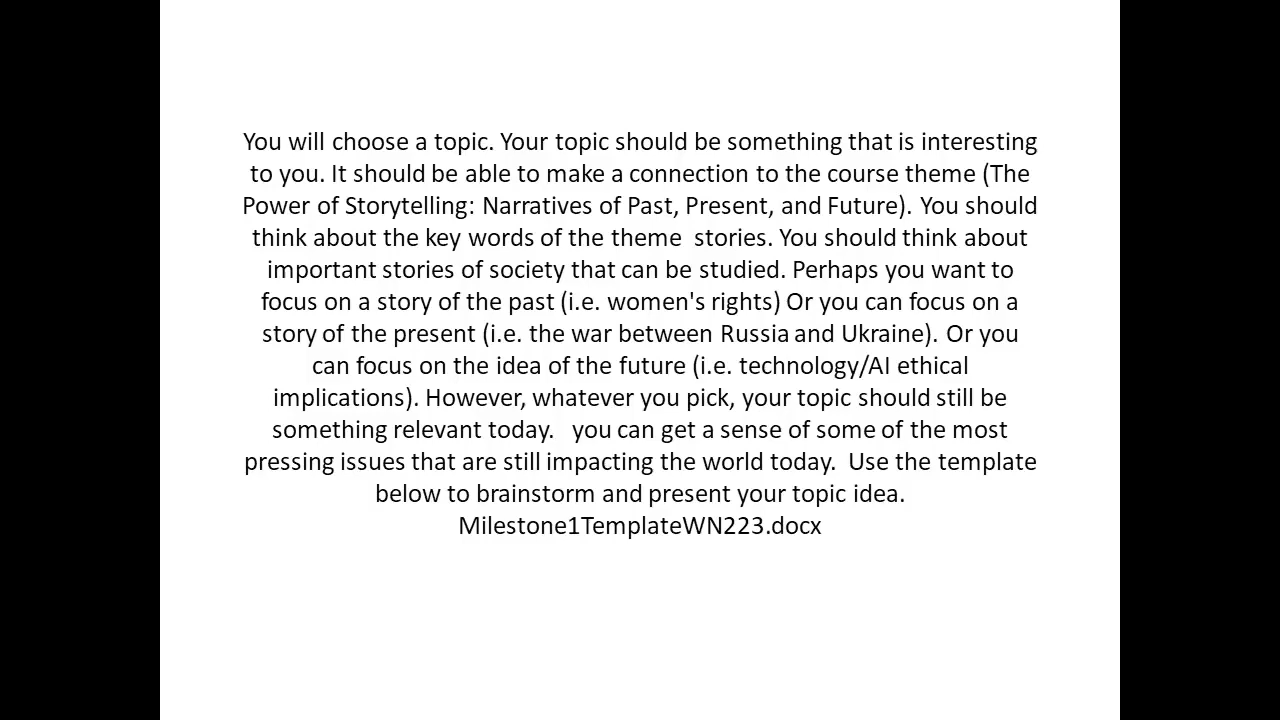 You will choose a topic. Your topic should be something that is interesting
to you. It should be able to make a connection to the course theme (The
Power of Storytelling: Narratives of Past, Present, and Future). You should
think about the key words of the theme  stories. You should think about
important stories of society that can be studied. Perhaps you want to
focus on a story of the past (i.e. women's rights) Or you can focus on a
story of the present (i.e. the war between Russia and Ukraine). Or you
can focus on the idea of the future (i.e. technology/AI ethical
implications). However, whatever you pick, your topic should still be
something relevant today.   you can get a sense of some of the most
pressing issues that are still impacting the world today.  Use the template
below to brainstorm and present your topic idea.
Milestone1TemplateWN223.docx